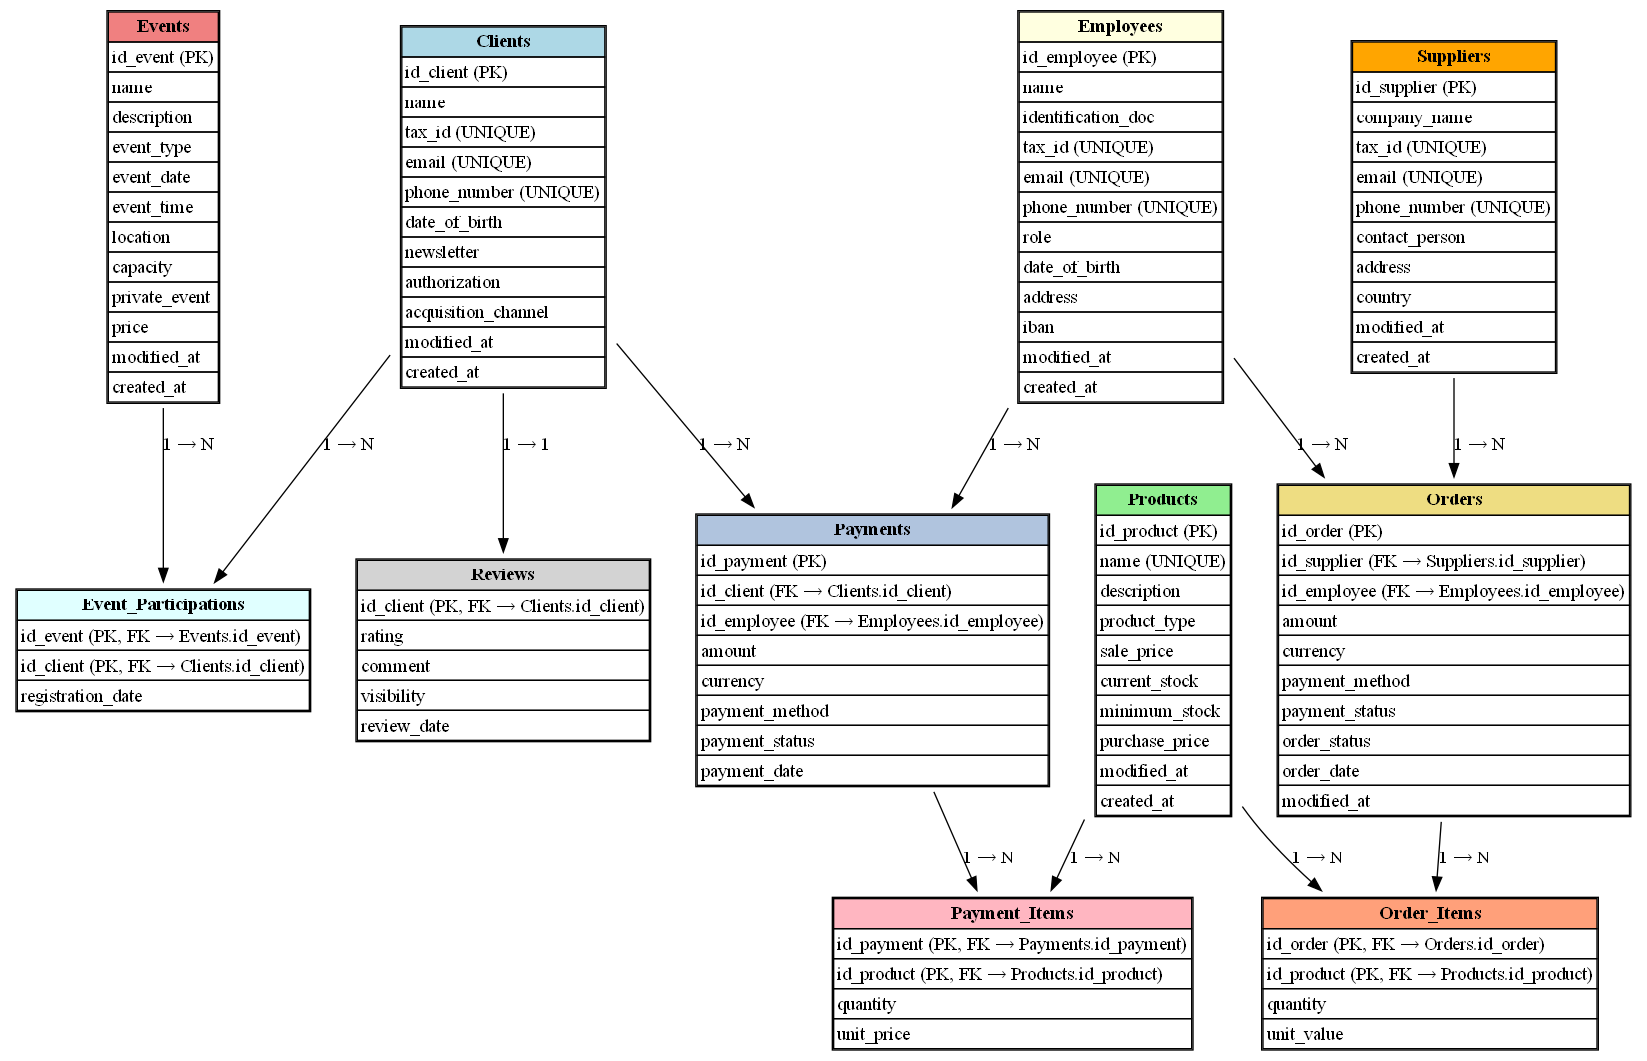 Events
id_event (PK)
name
description
event_type
event_date
event_time
location
capacity
private_event
price
modified_at
created_at
Clients
id_client (PK)
name
tax_id (UNIQUE)
email (UNIQUE)
phone_number (UNIQUE)
date_of_birth
newsletter
authorization
acquisition_channel
modified_at
created_at
Employees
id_employee (PK)
name
identification_doc
tax_id (UNIQUE)
email (UNIQUE)
phone_number (UNIQUE)
role
date_of_birth
address
iban
modified_at
created_at
Suppliers
id_supplier (PK)
company_name
tax_id (UNIQUE)
email (UNIQUE)
phone_number (UNIQUE)
contact_person
address
country
modified_at
created_at
1 → N
1 → N
1 → 1
1 → N
1 → N
1 → N
1 → N
Event_Participations
id_event (PK, FK → Events.id_event)
id_client (PK, FK → Clients.id_client)
registration_date
Reviews
id_client (PK, FK → Clients.id_client)
rating
comment
visibility
review_date
Payments
id_payment (PK)
id_client (FK → Clients.id_client)
id_employee (FK → Employees.id_employee)
amount
currency
payment_method
payment_status
payment_date
Products
id_product (PK)
name (UNIQUE)
description
product_type
sale_price
current_stock
minimum_stock
purchase_price
modified_at
created_at
Orders
id_order (PK)
id_supplier (FK → Suppliers.id_supplier)
id_employee (FK → Employees.id_employee)
amount
currency
payment_method
payment_status
order_status
order_date
modified_at
1 → N
1 → N
1 → N
1 → N
Payment_Items
id_payment (PK, FK → Payments.id_payment)
id_product (PK, FK → Products.id_product)
quantity
unit_price
Order_Items
id_order (PK, FK → Orders.id_order)
id_product (PK, FK → Products.id_product)
quantity
unit_value